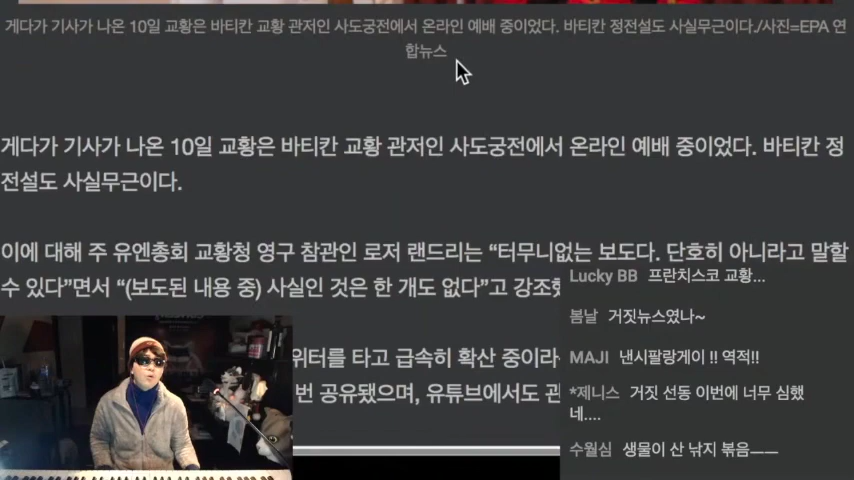 게다가 기사가 나온 10일 교황은 바티칸 교황 관저인 사도궁전에서 온라인 예배 중이었다. 바티칸 정전설도 사실무근이다./사진=EPA 연
합뉴스
게다가 기사가 나온 10일 교황은 바티칸 교황 관저인 사도궁전에서 온라인 예배 중이었다. 바티칸 정
전설도 사실무근이다.
이에 대해 주 유엔총회 교황청 영구 참관인 로저 랜드리는 “터무니없는 보도다. 단호히 아니라고 말할
수 있다”면서 “(보도된 내용 중) 사실인 것은 한 개도 없다”고 강조했
위터를 타고 급속히 확산 중이라
번 공유됐으며, 유튜브에서도 관
Lucky BB 프란치스코 교황...
봄날 거짓뉴스였나~
MAJI 낸시팔랑게이 !! 역적!!
*제니스 거짓 선동 이번에 너무 심했
네....
수월심 생물이 산 낚지 볶음ㅡㅡ